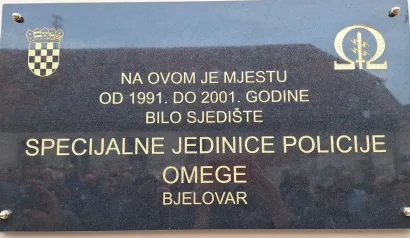 NA OVOM JE MJESTU
OD 1991. DO 2001. GODINE
BILO SJEDIŠTE
SPECIJALNE JEDINICE POLICIJE
OMEGE
BJELOVAR